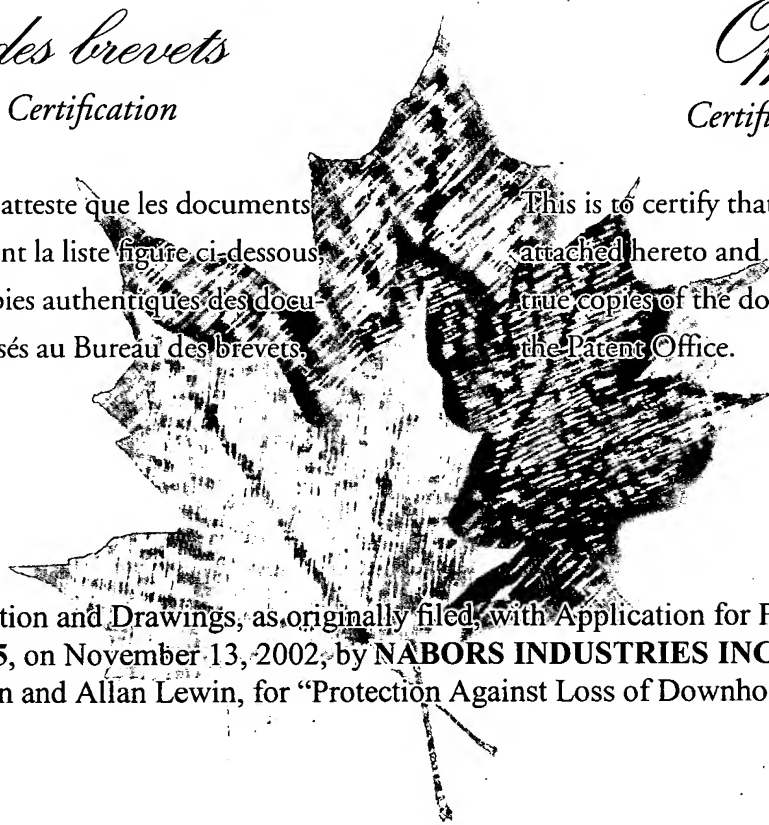 des brevets
Certification
Certifi
atteste que les documents
nt la liste figure ci-dessous
pies authentiques des docu-
sés au Bureau des brevets.
This is to certify that
attached hereto and
true copies of the do
the Patent Office.
tion and Drawings, as originally filed, with Application for P
5, on November 13, 2002, by NABORS INDUSTRIES INC
n and Allan Lewin, for “Protection Against Loss of Downho